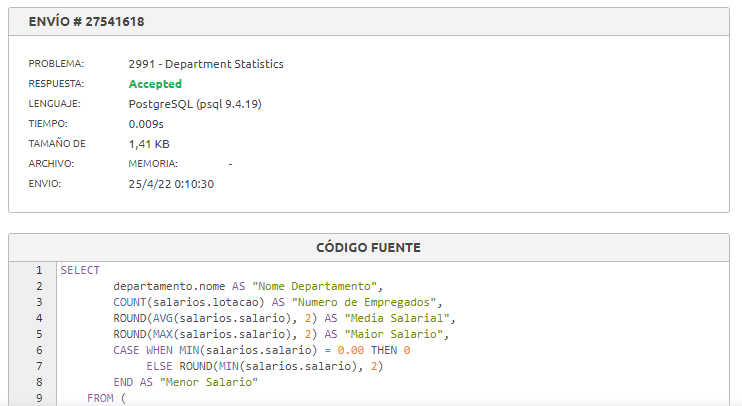 ENVÍO # 27541618
PROBLEMA: 2991 - Department Statistics
RESPUESTA: Accepted
LENGUAJE: PostgreSQL (psql 9.4.19)
TIEMPO: 0.009s
TAMAÑO DE 1,41 KB
ARCHIVO: MEMORIA: -
ENVIO: 25/4/22 0:10:30
CÓDIGO FUENTE
1 SELECT
2 departamento.nome AS "Nome Departamento",
3 COUNT(salarios.lotacao) AS "Numero de Empregados",
4 ROUND(AVG(salarios.salario), 2) AS "Media Salarial",
5 ROUND(MAX(salarios.salario), 2) AS "Maior Salario",
6 CASE WHEN MIN(salarios.salario) = 0.00 THEN 0
7 ELSE ROUND(MIN(salarios.salario), 2)
8 END AS "Menor Salario"
9 FROM (